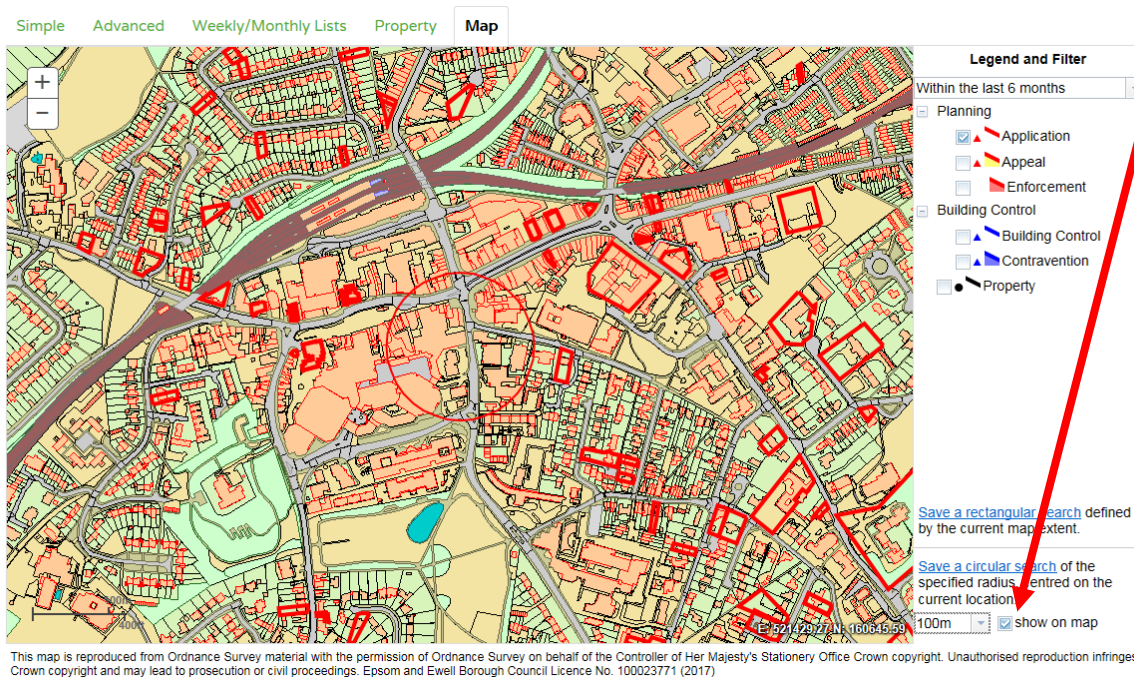 Simple Advanced Weekly/Monthly Lists Property Map
+
−
Legend and Filter
Within the last 6 months
Planning
Application
Appeal
Enforcement
Building Control
Building Control
Contravention
Property
Save a rectangular search defined
by the current map extent.
Save a circular search of the
specified radius centred on the
current location
100m show on map
100m
400ft
E: 521429.27 N: 160645.59
This map is reproduced from Ordnance Survey material with the permission of Ordnance Survey on behalf of the Controller of Her Majesty's Stationery Office Crown copyright. Unauthorised reproduction infringes
Crown copyright and may lead to prosecution or civil proceedings. Epsom and Ewell Borough Council Licence No. 100023771 (2017)